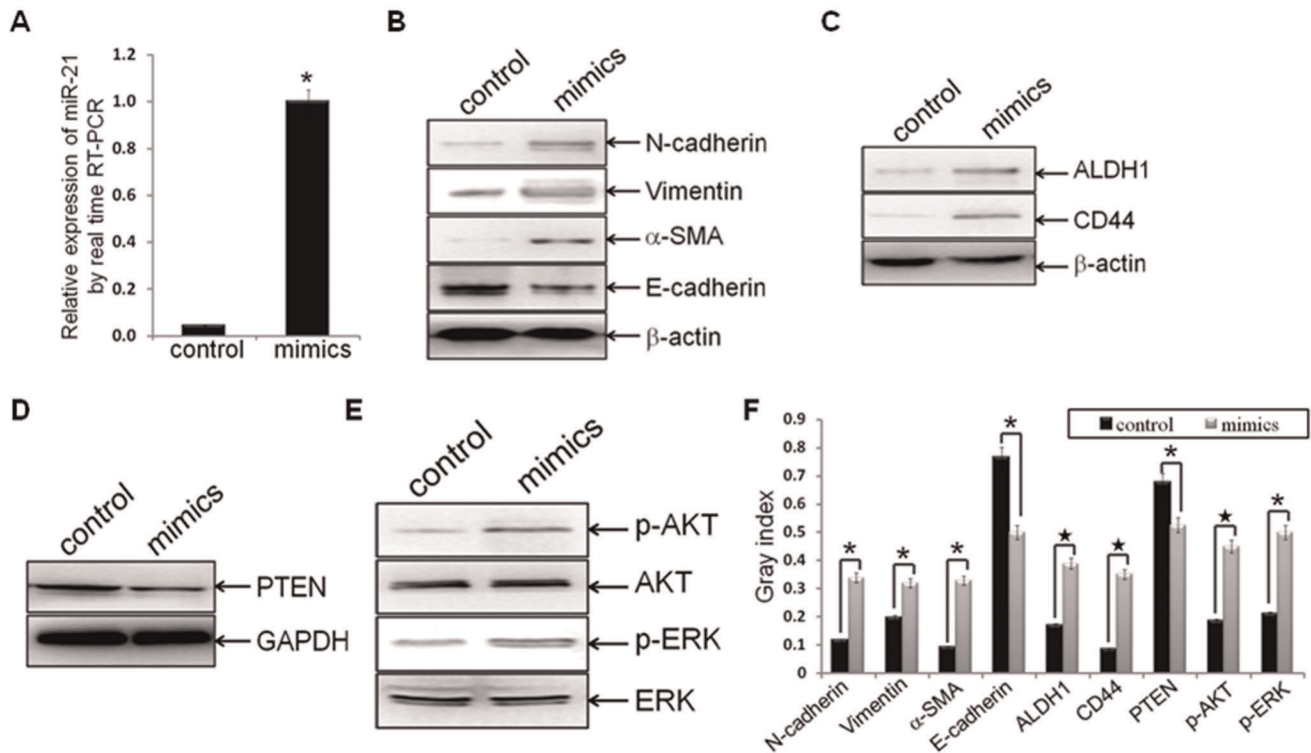 A
Relative expression of miR-21
by real time RT-PCR
1.2
1.0
0.8
0.6
0.4
0.2
0.0
*
control
mimics
B
control
mimics
N-cadherin
Vimentin
α-SMA
E-cadherin
β-actin
C
control
mimics
ALDH1
CD44
β-actin
D
control
mimics
PTEN
GAPDH
E
control
mimics
p-AKT
AKT
p-ERK
ERK
F
Gray index
0.9
0.8
0.7
0.6
0.5
0.4
0.3
0.2
0.1
0
control
mimics
*
*
*
*
★
★
*
★
*
N-cadherin
Vimentin
α-SMA
E-cadherin
ALDH1
CD44
PTEN
p-AKT
p-ERK